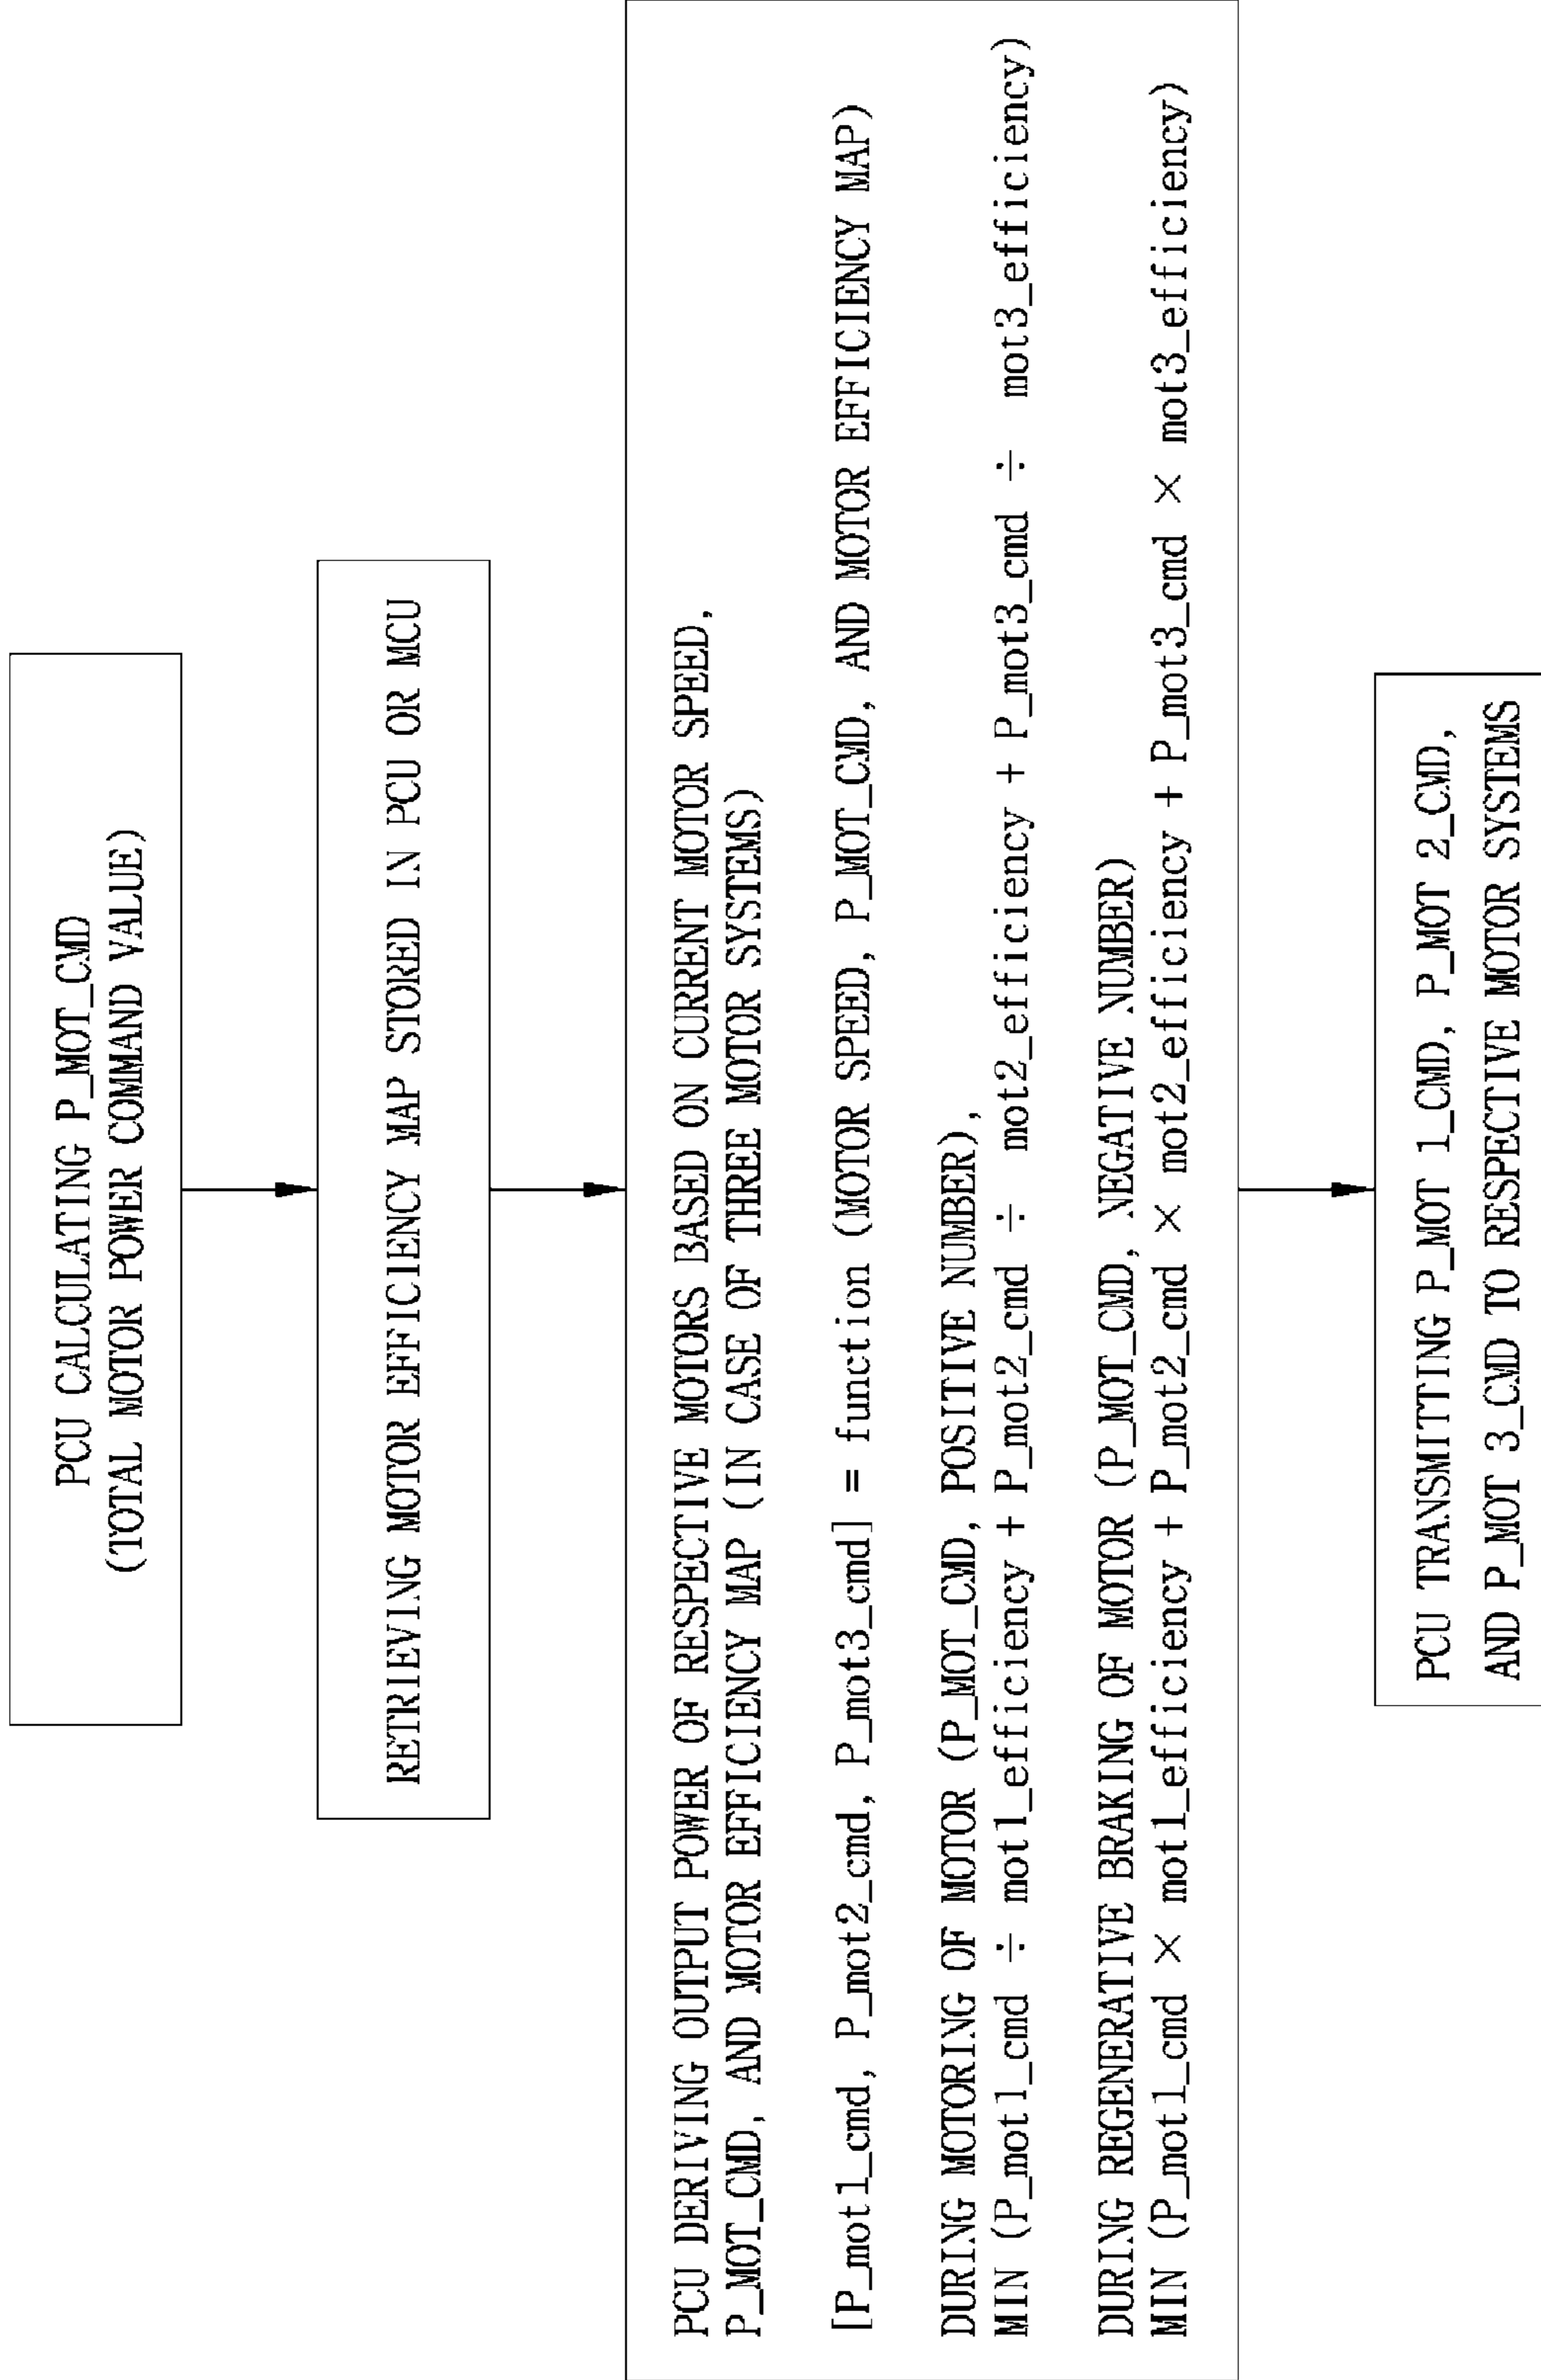 PCU CALCULATING P_MOT_CMD
(TOTAL MOTOR POWER COMMAND VALUE)
RETRIEVING MOTOR EFFICIENCY MAP STORED IN PCU OR MCU
PCU DERIVING OUTPUT POWER OF RESPECTIVE MOTORS BASED ON CURRENT MOTOR SPEED,
P_MOT_CMD, AND MOTOR EFFICIENCY MAP (IN CASE OF THREE MOTOR SYSTEMS)
[P_mot1_cmd, P_mot2_cmd, P_mot3_cmd] = function (MOTOR SPEED, P_MOT_CMD, AND MOTOR EFFICIENCY MAP)
DURING MOTORING OF MOTOR (P_MOT_CMD, POSITIVE NUMBER),
MIN (P_mot1_cmd ÷ mot1_efficiency + P_mot2_cmd ÷ mot2_efficiency + P_mot3_cmd ÷ mot3_efficiency)
DURING REGENERATIVE BRAKING OF MOTOR (P_MOT_CMD, NEGATIVE NUMBER)
MIN (P_mot1_cmd × mot1_efficiency + P_mot2_cmd × mot2_efficiency + P_mot3_cmd × mot3_efficiency)
PCU TRANSMITTING P_MOT 1_CMD, P_MOT 2_CMD,
AND P_MOT 3_CMD TO RESPECTIVE MOTOR SYSTEMS